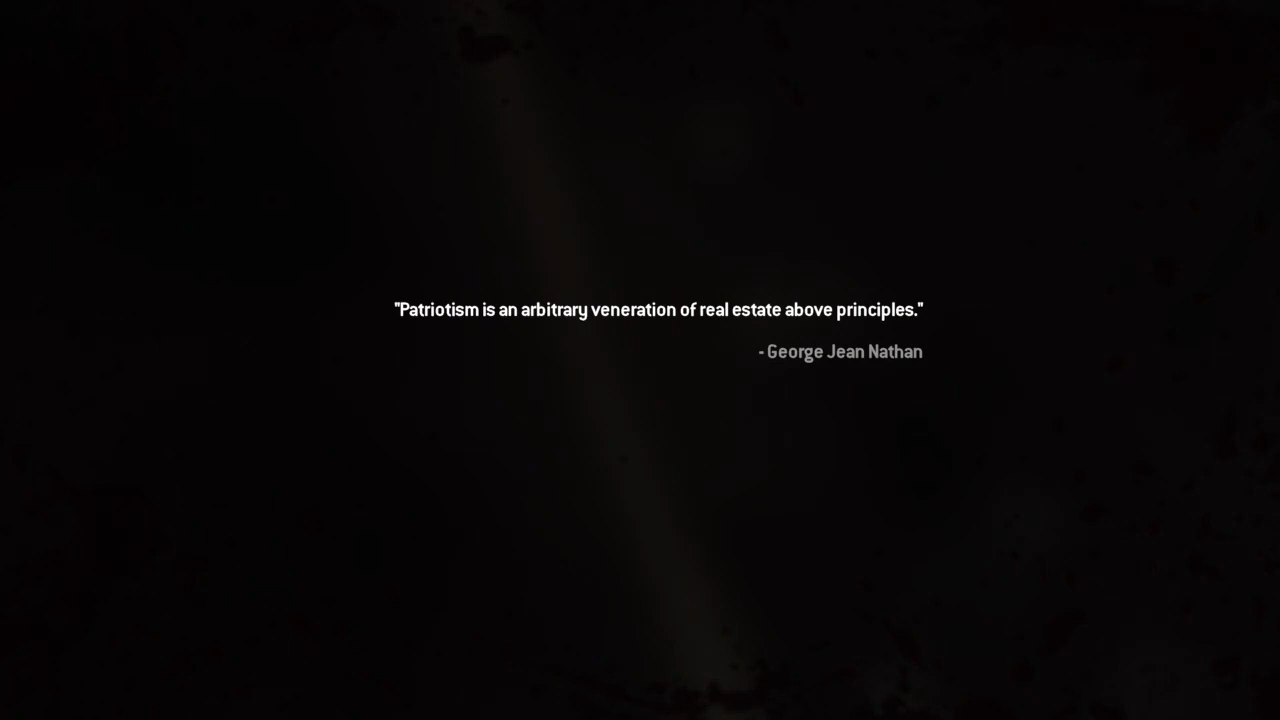 "Patriotism is an arbitrary veneration of real estate above principles."
- George Jean Nathan